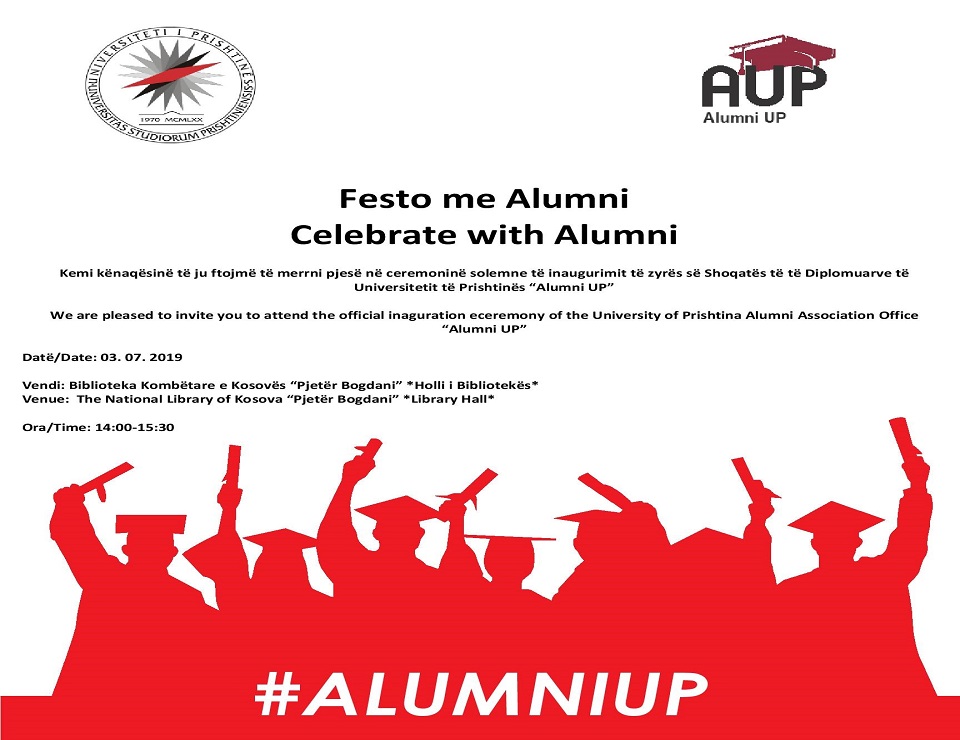 UNIVERSITETI I PRISHTINËS
UNIVERSITAS STUDIORUM PRISHTINIENSIS
1970 MCMLXX
AUP
Alumni UP
Festo me Alumni
Celebrate with Alumni
Kemi kënaqësinë të ju ftojmë të merrni pjesë në ceremoninë solemne të inaugurimit të zyrës së Shoqatës të të Diplomuarve të
Universitetit të Prishtinës “Alumni UP”
We are pleased to invite you to attend the official inaguration eceremony of the University of Prishtina Alumni Association Office
“Alumni UP”
Datë/Date: 03. 07. 2019
Vendi: Biblioteka Kombëtare e Kosovës “Pjetër Bogdani” *Holli i Bibliotekës*
Venue:  The National Library of Kosova “Pjetër Bogdani” *Library Hall*
Ora/Time: 14:00-15:30
#ALUMNIUP